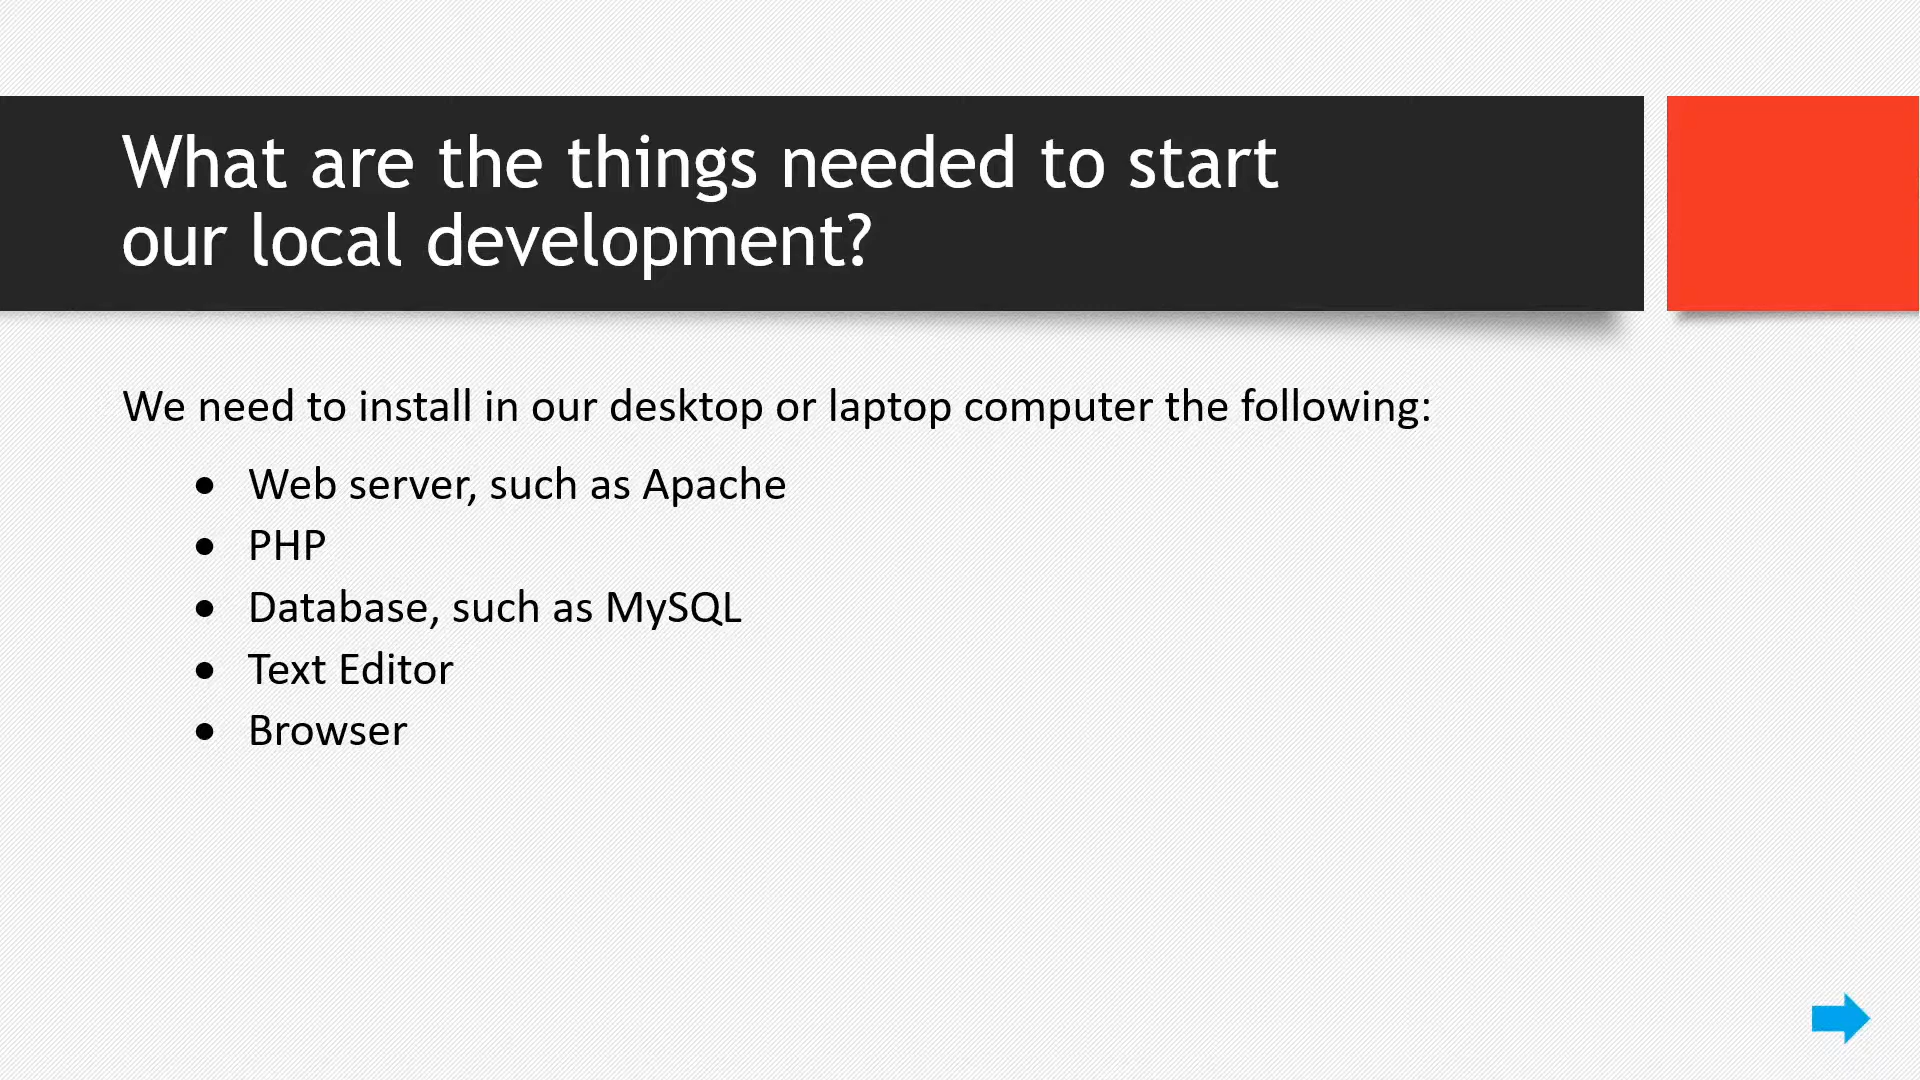 What are the things needed to start
our local development?
We need to install in our desktop or laptop computer the following:
● Web server, such as Apache
● PHP
● Database, such as MySQL
● Text Editor
● Browser